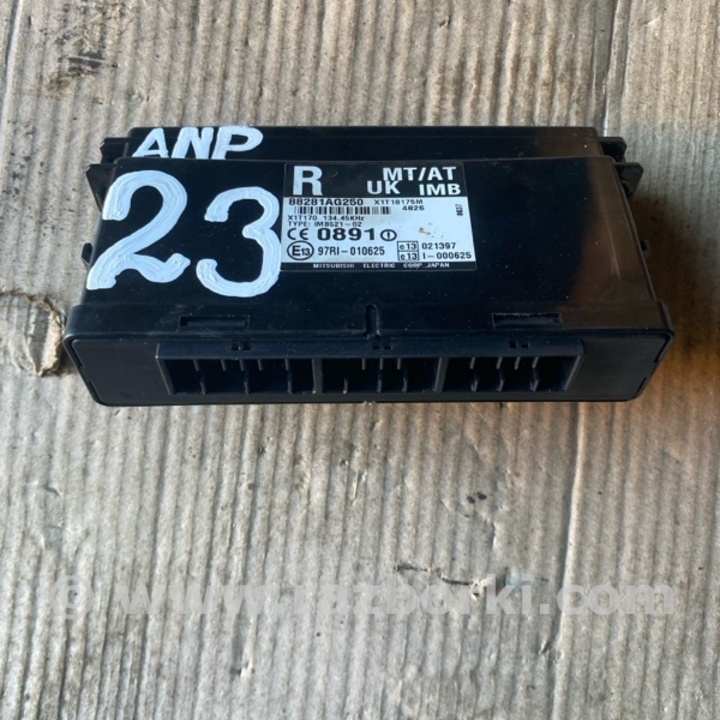 ANP
23
R MT/AT
UK IMB
88281AG250 X1T18175M
4826
X1T170 134.45KHz
TYPE: IMB521-02
CE 0891
E13 97RI-010625
e13 021397
e13 I-000625
MITSUBISHI ELECTRIC CORP. JAPAN
© www.razborki.com